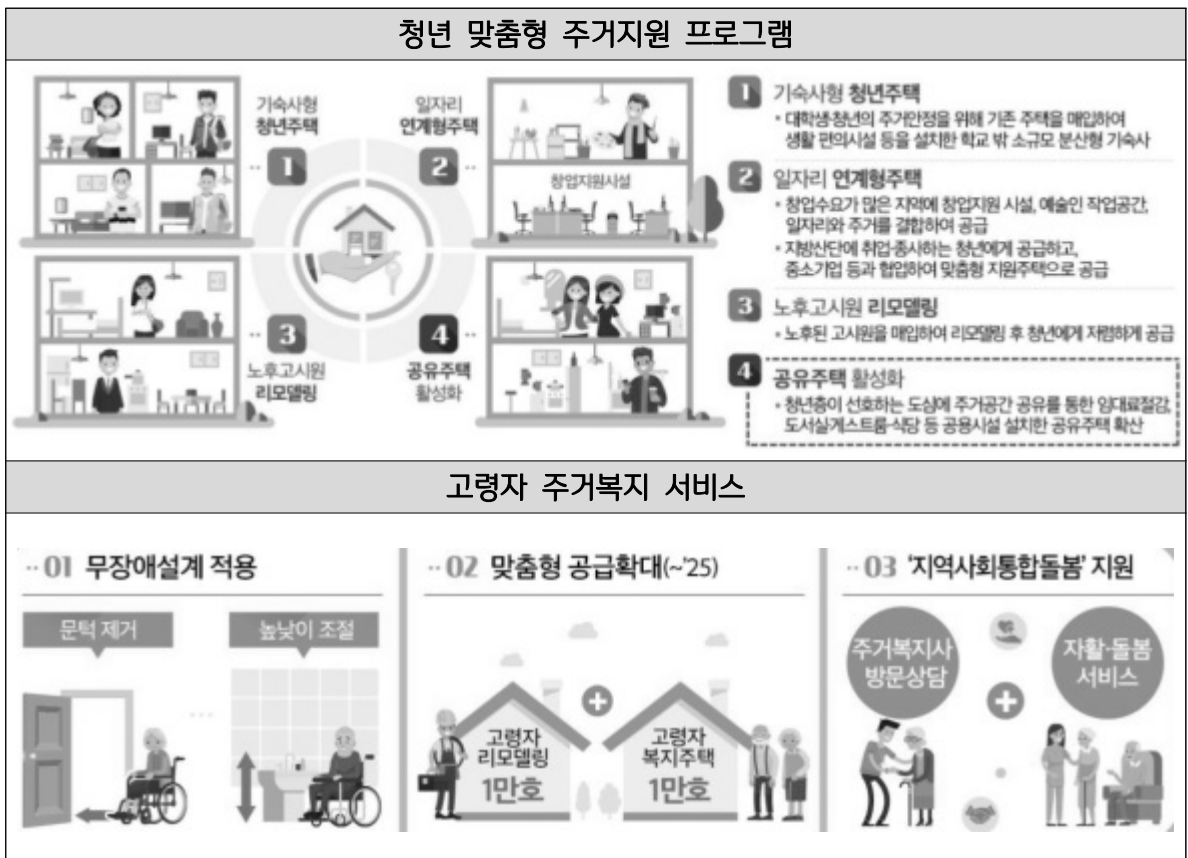 청년 맞춤형 주거지원 프로그램
기숙사형
청년주택
1
일자리
연계형주택
2
창업지원시설
3
노후고시원
리모델링
4
공유주택
활성화
1 기숙사형 청년주택
• 대학생·청년의 주거안정을 위해 기존 주택을 매입하여
생활 편의시설 등을 설치한 학교 밖 소규모 분산형 기숙사
2 일자리 연계형주택
• 창업수요가 많은 지역에 창업지원 시설, 예술인 작업공간,
일자리와 주거를 결합하여 공급
• 지방산단에 취업·종사하는 청년에게 공급하고,
중소기업 등과 협업하여 맞춤형 지원주택으로 공급
3 노후고시원 리모델링
• 노후된 고시원을 매입하여 리모델링 후 청년에게 저렴하게 공급
4 공유주택 활성화
• 청년층이 선호하는 도심에 주거공간 공유를 통한 임대료절감,
도서실·게스트룸·식당 등 공용시설 설치한 공유주택 확산
고령자 주거복지 서비스
01 무장애설계 적용
문턱 제거
높낮이 조절
02 맞춤형 공급확대(~'25)
고령자
리모델링
1만호
고령자
복지주택
1만호
03 '지역사회통합돌봄' 지원
주거복지사
방문상담
자활·돌봄
서비스